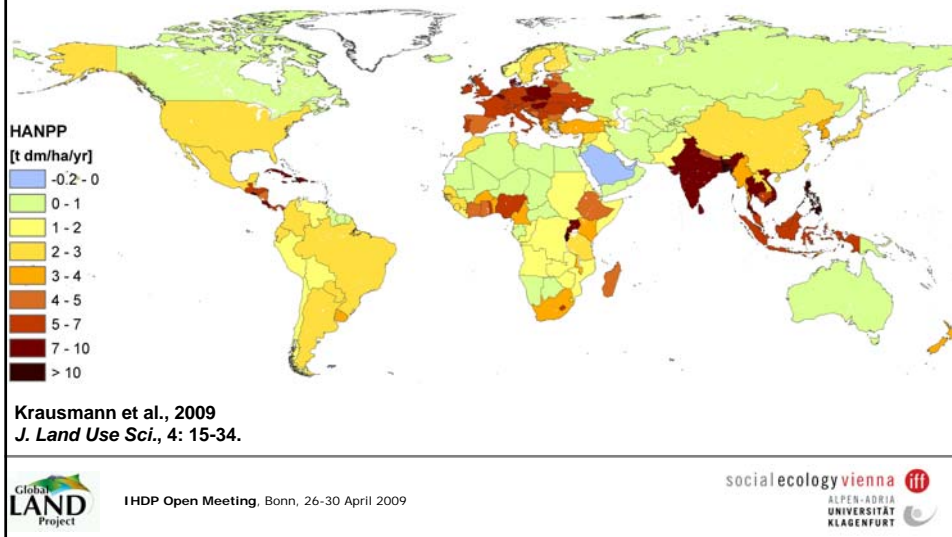 HANPP
[t dm/ha/yr]
-0.2 - 0
0 - 1
1 - 2
2 - 3
3 - 4
4 - 5
5 - 7
7 - 10
> 10
Krausmann et al., 2009
J. Land Use Sci., 4: 15-34.
Global
LAND
Project
IHDP Open Meeting, Bonn, 26-30 April 2009
social ecology vienna iff
ALPEN-ADRIA
UNIVERSITÄT
KLAGENFURT